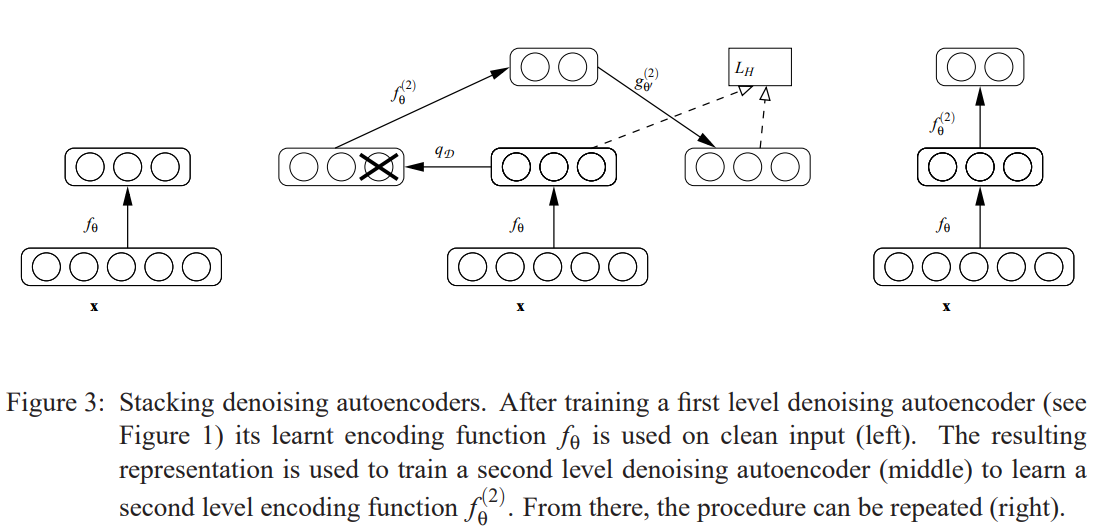 f_θ^(2)
g_θ'^(2)
L_H
f_θ^(2)
q_D
f_θ
f_θ
f_θ
x
x
x
Figure 3: Stacking denoising autoencoders. After training a first level denoising autoencoder (see
Figure 1) its learnt encoding function f_θ is used on clean input (left). The resulting
representation is used to train a second level denoising autoencoder (middle) to learn a
second level encoding function f_θ^(2). From there, the procedure can be repeated (right).